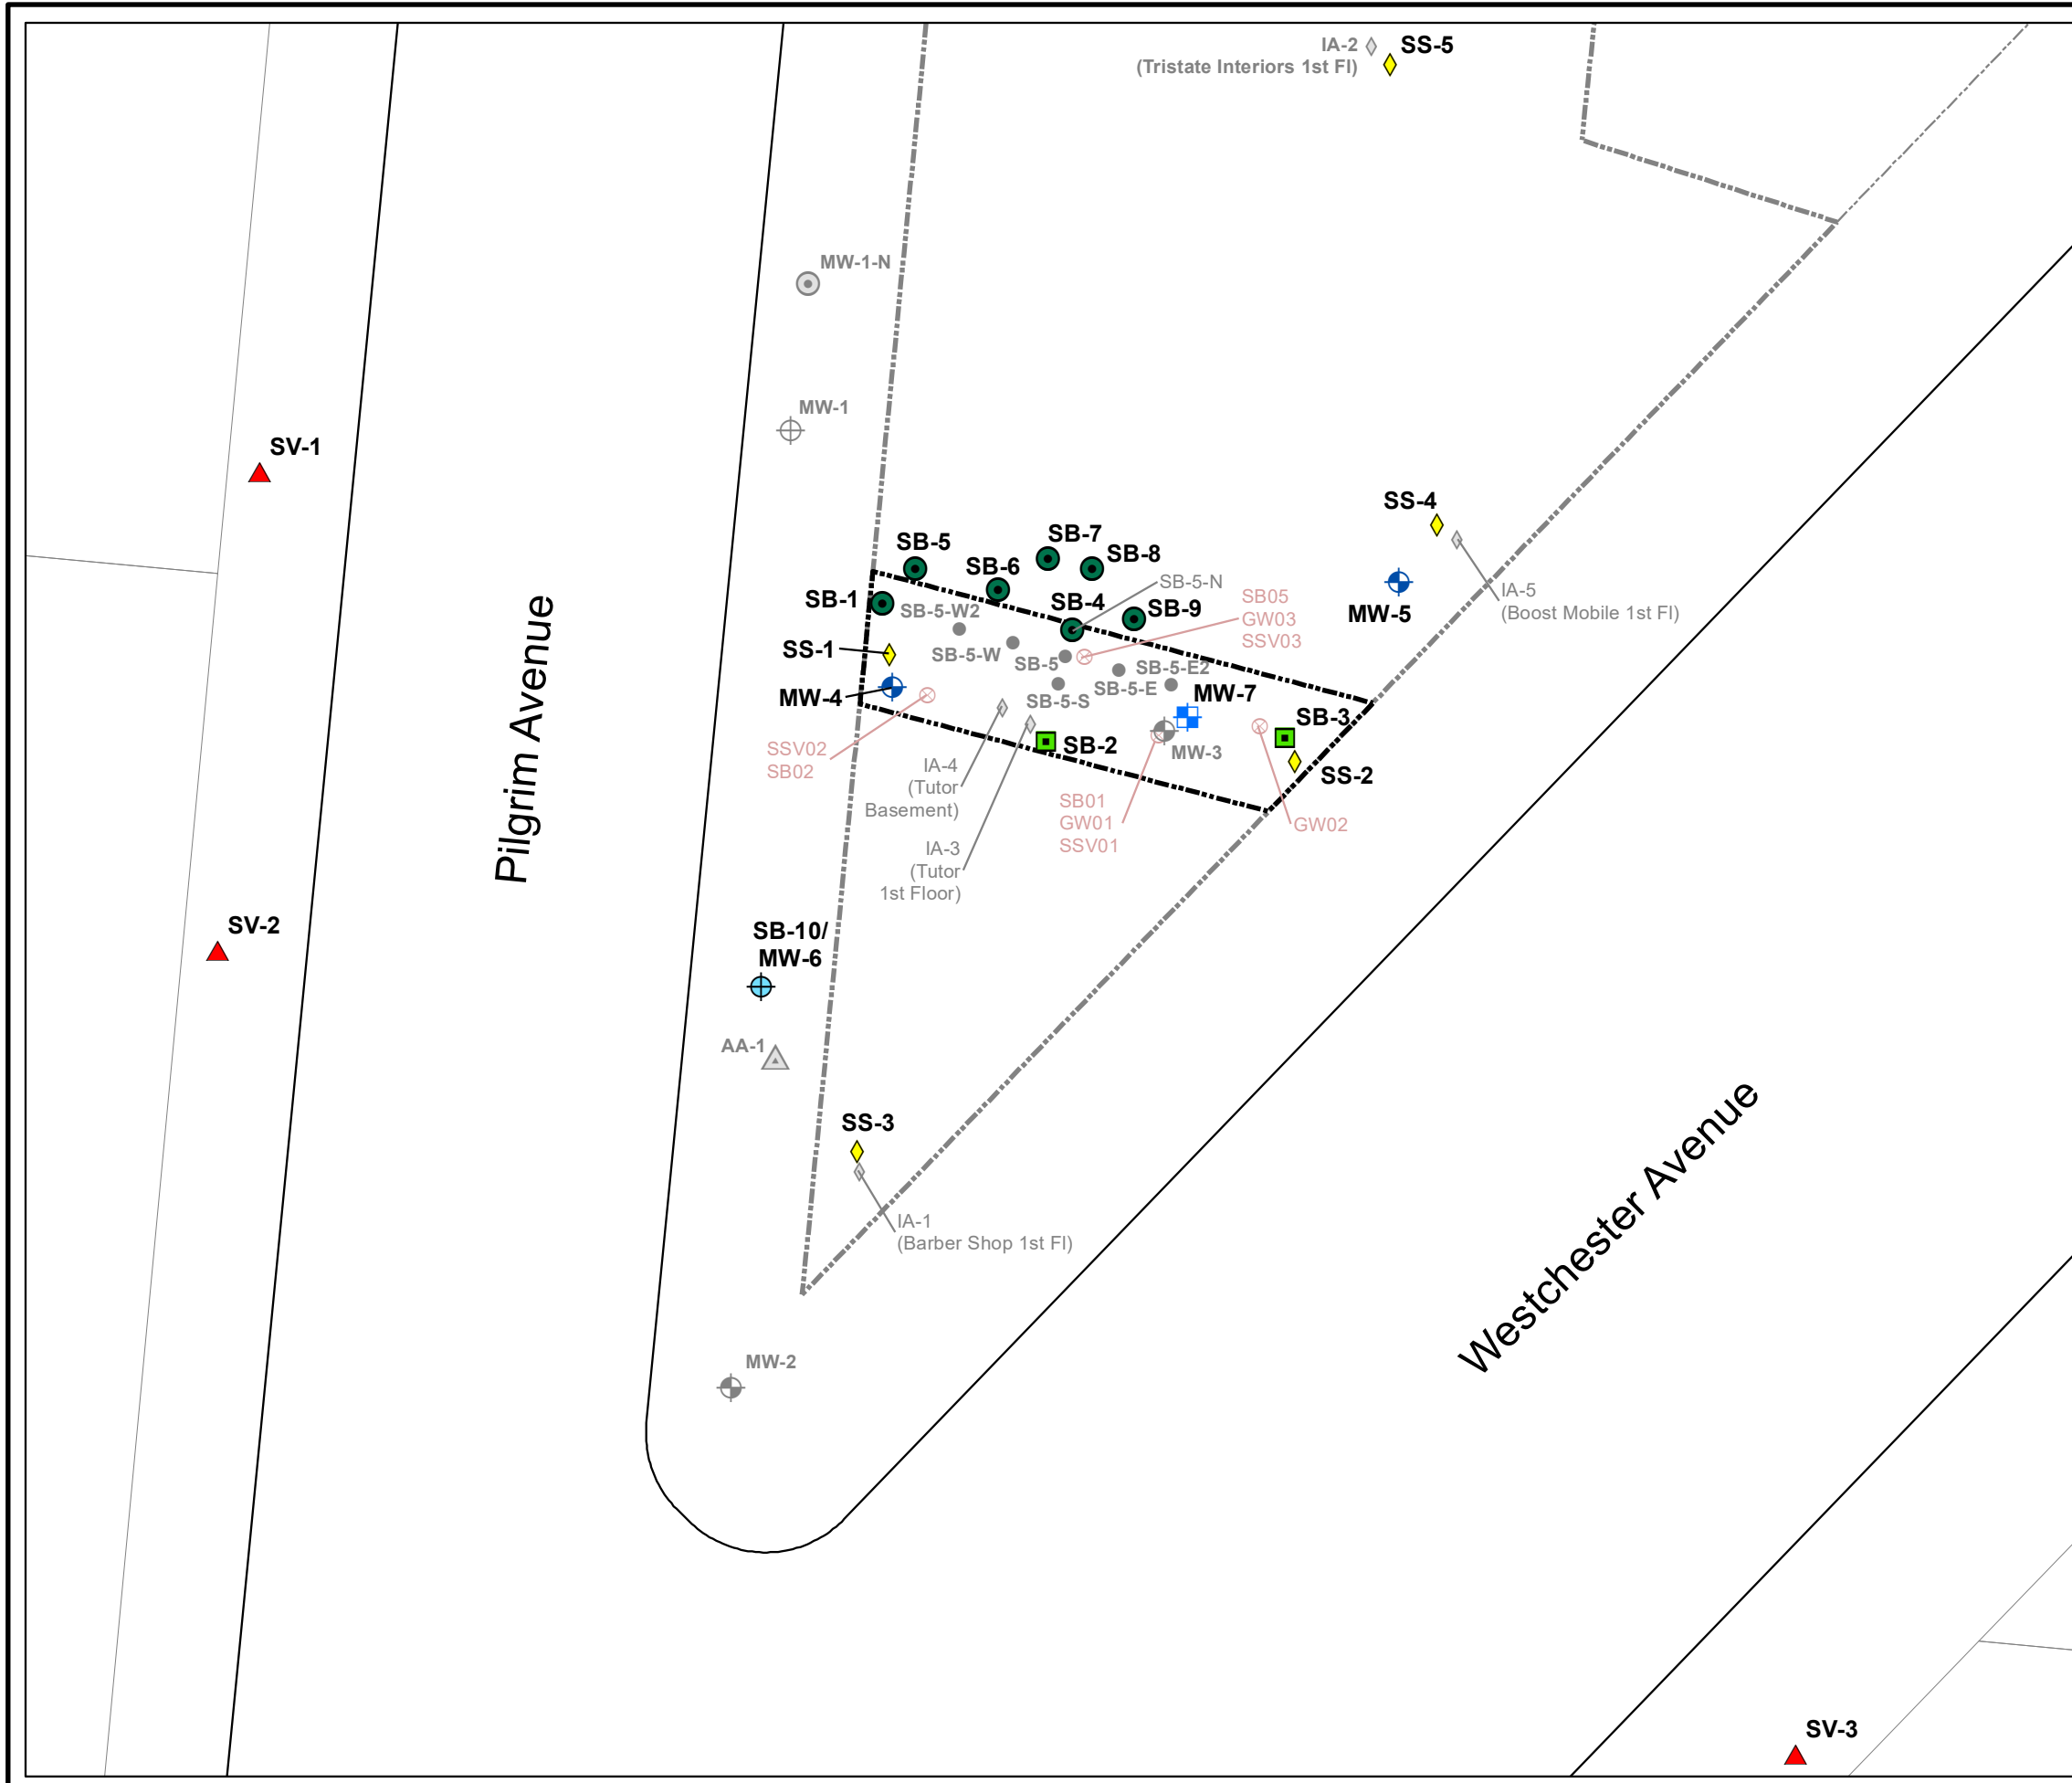 IA-2
(Tristate Interiors 1st Fl)
SS-5
MW-1-N
MW-1
SV-1
SS-4
SB-7
SB-5
SB-8
SB-6
SB-5-N
IA-5
(Boost Mobile 1st Fl)
SB-1
SB-5-W2
SB-4
SB-9
SB05
GW03
SSV03
MW-5
SS-1
SB-5-W
SB-5
SB-5-E2
SB-5-E
MW-4
SB-5-S
MW-7
SB-3
SSV02
SB02
SB-2
MW-3
SS-2
IA-4
(Tutor
Basement)
SB01
GW01
SSV01
GW02
IA-3
(Tutor
1st Floor)
Pilgrim Avenue
SV-2
SB-10/
MW-6
AA-1
SS-3
IA-1
(Barber Shop 1st Fl)
Westchester Avenue
MW-2
SV-3